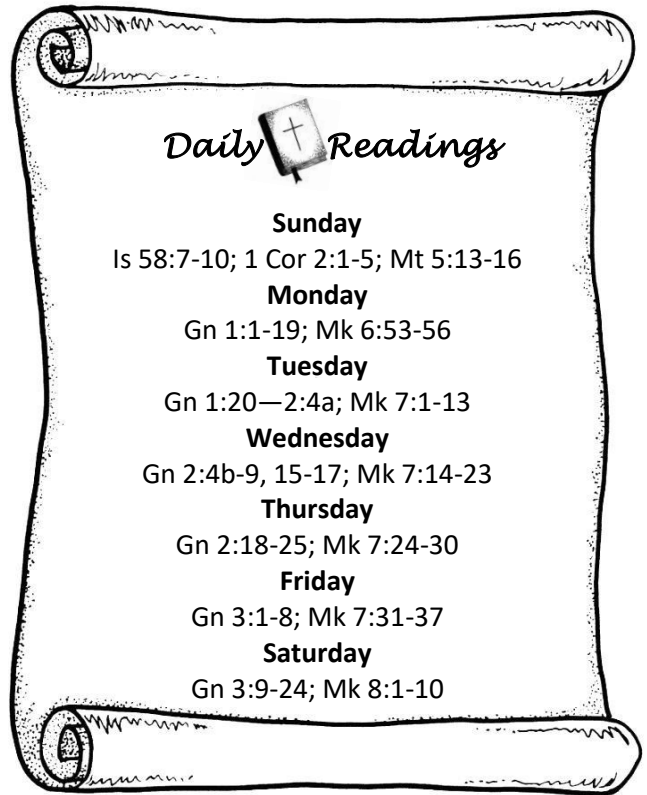 Daily Readings
Sunday
Is 58:7-10; 1 Cor 2:1-5; Mt 5:13-16
Monday
Gn 1:1-19; Mk 6:53-56
Tuesday
Gn 1:20—2:4a; Mk 7:1-13
Wednesday
Gn 2:4b-9, 15-17; Mk 7:14-23
Thursday
Gn 2:18-25; Mk 7:24-30
Friday
Gn 3:1-8; Mk 7:31-37
Saturday
Gn 3:9-24; Mk 8:1-10